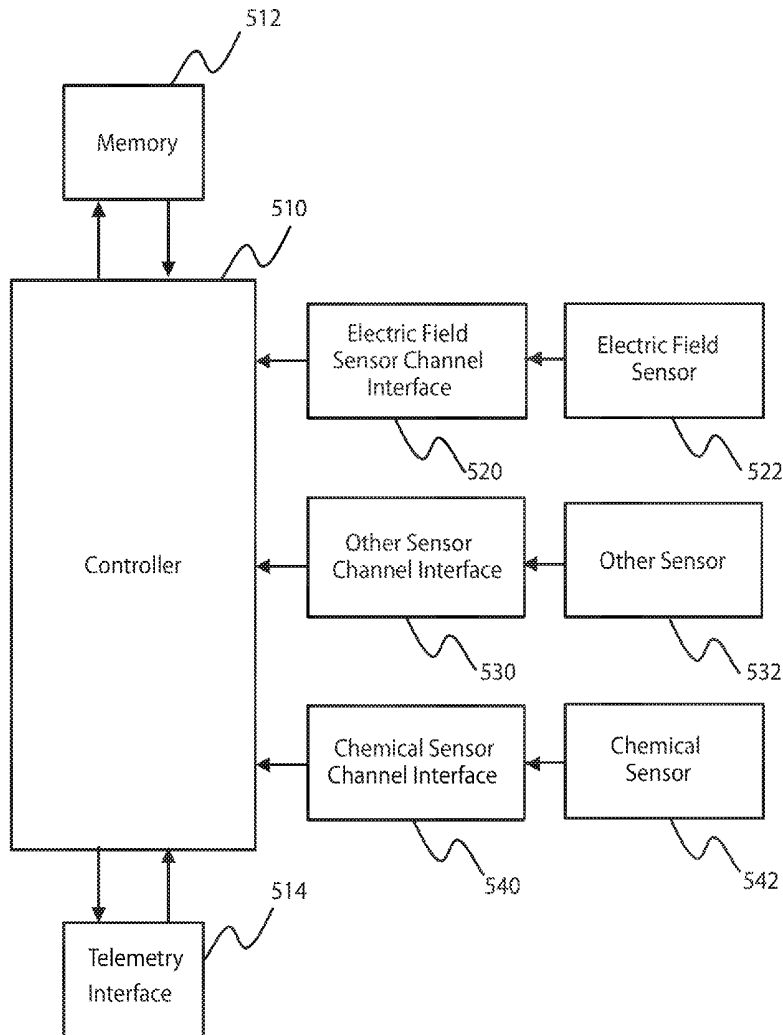 512
Memory
510
Electric Field
Sensor Channel
Interface
Electric Field
Sensor
520
522
Controller
Other Sensor
Channel Interface
Other Sensor
530
532
Chemical Sensor
Channel Interface
Chemical
Sensor
540
542
514
Telemetry
Interface